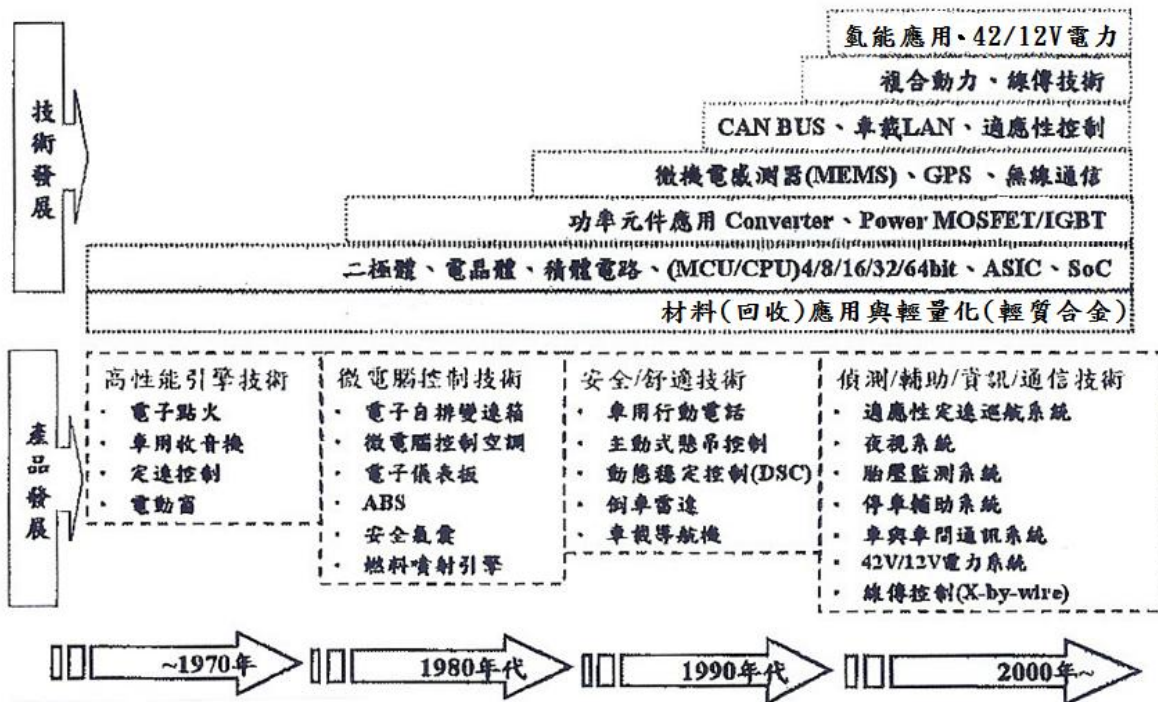 技術發展
氫能應用、42/12V電力
複合動力、線傳技術
CAN BUS、車載LAN、適應性控制
微機電感測器(MEMS)、GPS、無線通信
功率元件應用 Converter、Power MOSFET/IGBT
二極體、電晶體、積體電路、(MCU/CPU)4/8/16/32/64bit、ASIC、SoC
材料(回收)應用與輕量化(輕質合金)
產品發展
高性能引擎技術
· 電子點火
· 車用收音機
· 定速控制
· 電動窗
微電腦控制技術
· 電子自排變速箱
· 微電腦控制空調
· 電子儀表板
· ABS
· 安全氣囊
· 燃料噴射引擎
安全/舒適技術
· 車用行動電話
· 主動式懸吊控制
· 動態穩定控制(DSC)
· 倒車雷達
· 車載導航機
偵測/輔助/資訊/通信技術
· 適應性定速巡航系統
· 夜視系統
· 胎壓監測系統
· 停車輔助系統
· 車與車間通訊系統
· 42V/12V電力系統
· 線傳控制(X-by-wire)
~1970年
1980年代
1990年代
2000年~